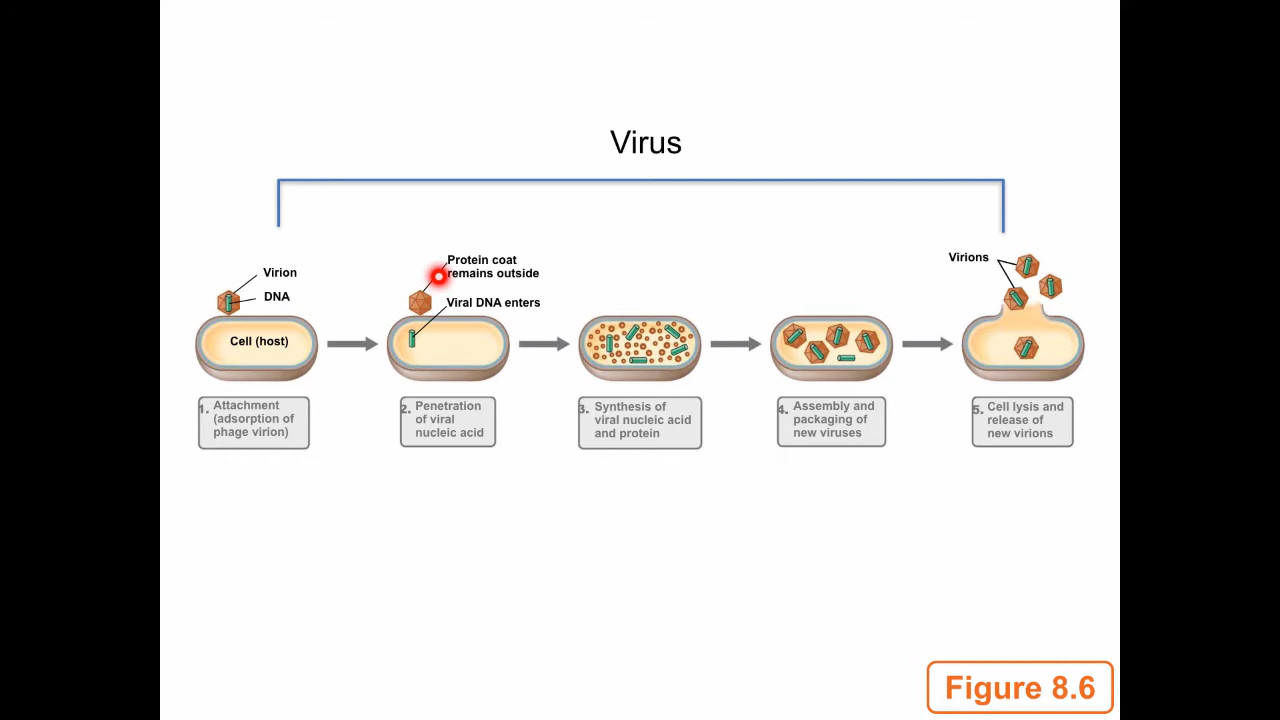 Virus
Virion
DNA
Cell (host)
Protein coat
remains outside
Viral DNA enters
Virions
1. Attachment
(adsorption of
phage virion)
2. Penetration
of viral
nucleic acid
3. Synthesis of
viral nucleic acid
and protein
4. Assembly and
packaging of
new viruses
5. Cell lysis and
release of
new virions
Figure 8.6